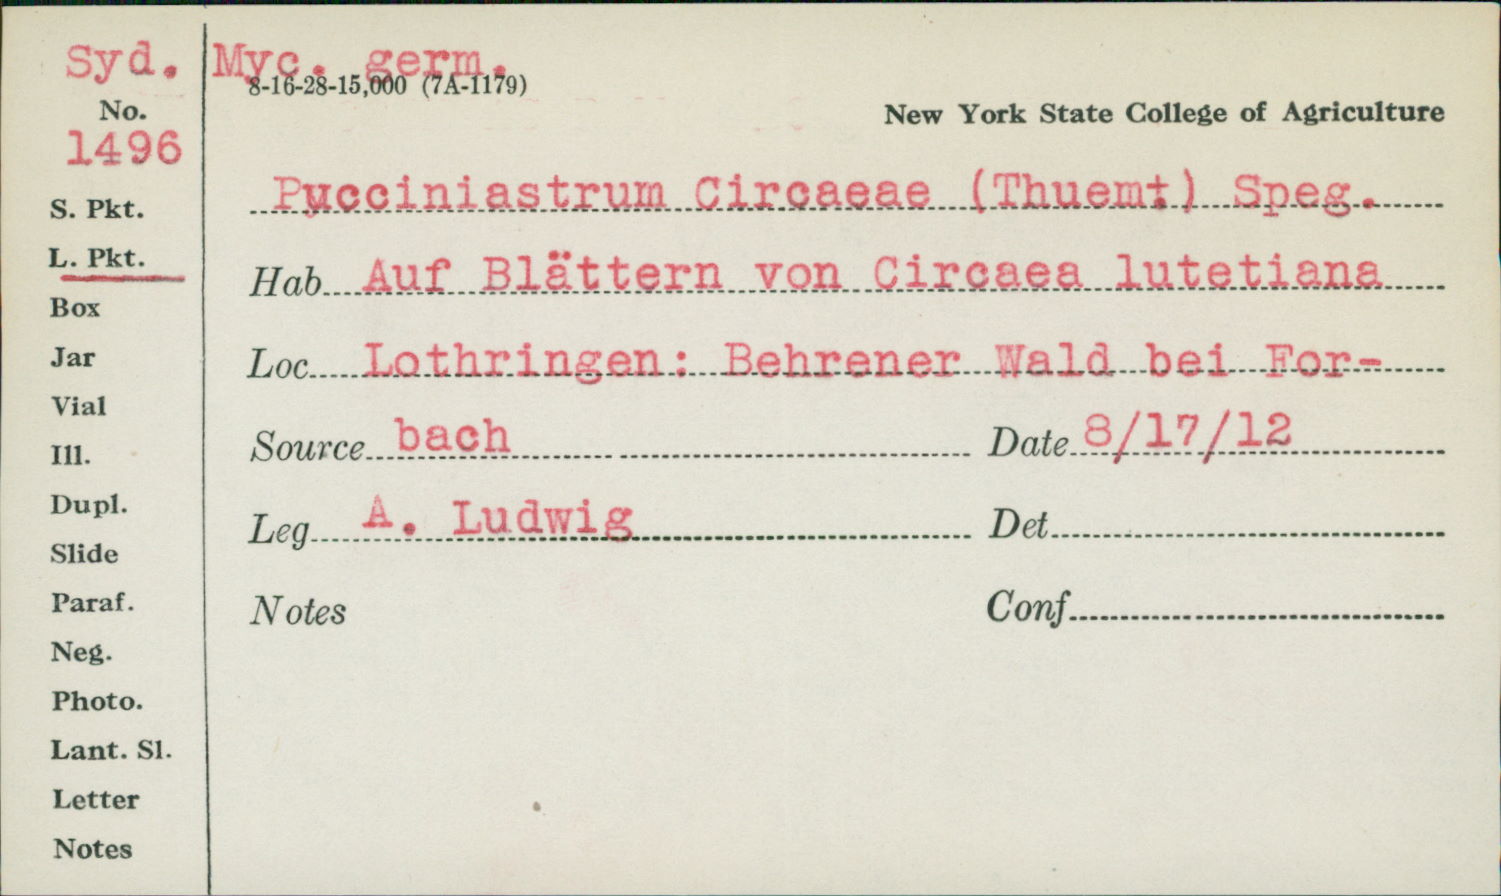 Syd. Myc. germ.
8-16-28-15,000 (7A-1179)
No.
New York State College of Agriculture
1496
Pucciniastrum Circaeae (Thuem.) Speg.
S. Pkt.
L. Pkt.
Hab Auf Blättern von Circaea lutetiana
Box
Jar
Loc Lothringen: Behrener Wald bei For-
Vial
Source bach Date 8/17/12
Ill.
Dupl.
Leg A. Ludwig Det
Slide
Paraf.
Notes Conf
Neg.
Photo.
Lant. Sl.
Letter
Notes